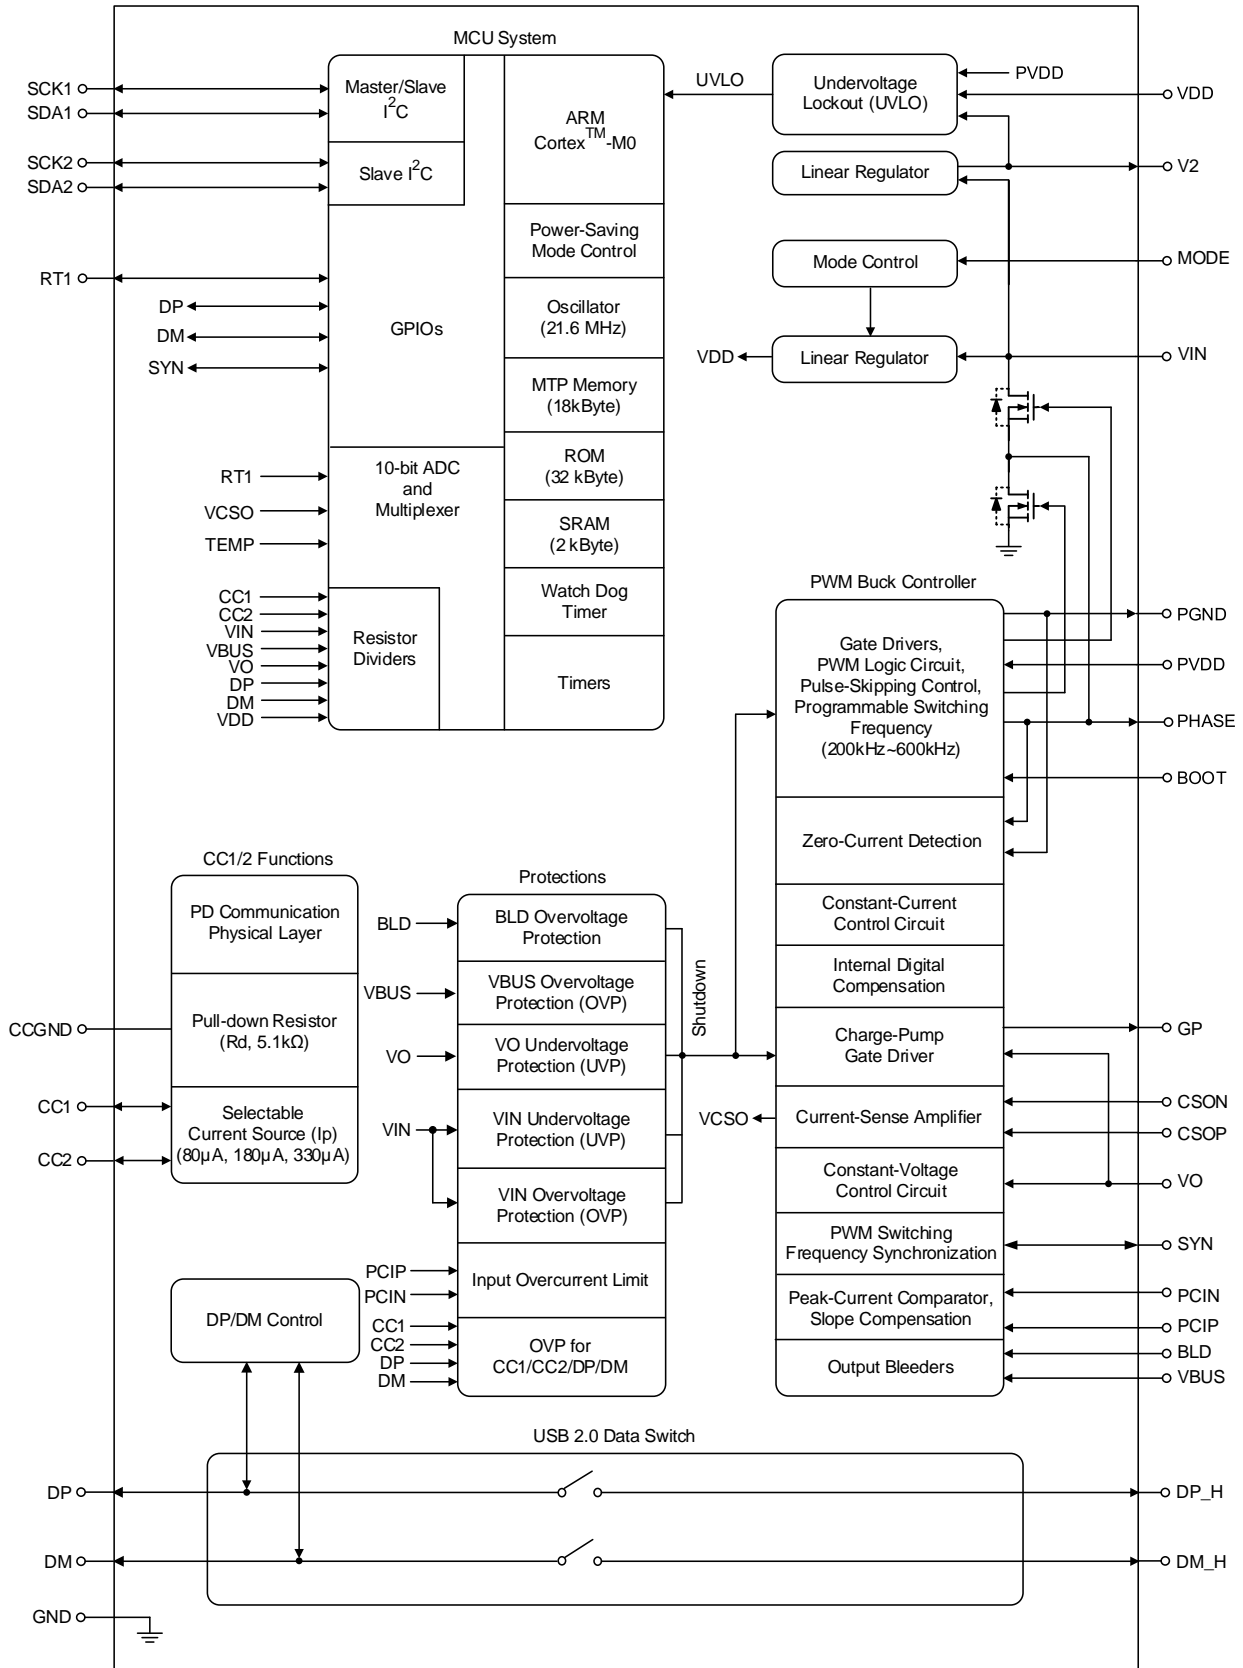 MCU System
SCK1
SDA1
SCK2
SDA2
RT1
DP
DM
SYN
RT1
VCSO
TEMP
CC1
CC2
VIN
VBUS
VO
DP
DM
VDD
Master/Slave
I²C
Slave I²C
GPIOs
10-bit ADC
and
Multiplexer
Resistor
Dividers
ARM
Cortex™-M0
Power-Saving
Mode Control
Oscillator
(21.6 MHz)
MTP Memory
(18kByte)
ROM
(32 kByte)
SRAM
(2 kByte)
Watch Dog
Timer
Timers
UVLO
Undervoltage
Lockout (UVLO)
PVDD
VDD
Linear Regulator
V2
Mode Control
MODE
VDD
Linear Regulator
VIN
PWM Buck Controller
Gate Drivers,
PWM Logic Circuit,
Pulse-Skipping Control,
Programmable Switching
Frequency
(200kHz~600kHz)
Zero-Current Detection
Constant-Current
Control Circuit
Internal Digital
Compensation
Charge-Pump
Gate Driver
VCSO
Current-Sense Amplifier
Constant-Voltage
Control Circuit
PWM Switching
Frequency Synchronization
Peak-Current Comparator,
Slope Compensation
Output Bleeders
PGND
PVDD
PHASE
BOOT
GP
CSON
CSOP
VO
SYN
PCIN
PCIP
BLD
VBUS
CC1/2 Functions
PD Communication
Physical Layer
Pull-down Resistor
(Rd, 5.1kΩ)
Selectable
Current Source (Ip)
(80μA, 180μA, 330μA)
CCGND
CC1
CC2
Protections
BLD
BLD Overvoltage
Protection
VBUS
VBUS Overvoltage
Protection (OVP)
VO
VO Undervoltage
Protection (UVP)
VIN
VIN Undervoltage
Protection (UVP)
VIN Overvoltage
Protection (OVP)
PCIP
PCIN
Input Overcurrent Limit
CC1
CC2
DP
DM
OVP for
CC1/CC2/DP/DM
Shutdown
DP/DM Control
USB 2.0 Data Switch
DP
DP_H
DM
DM_H
GND